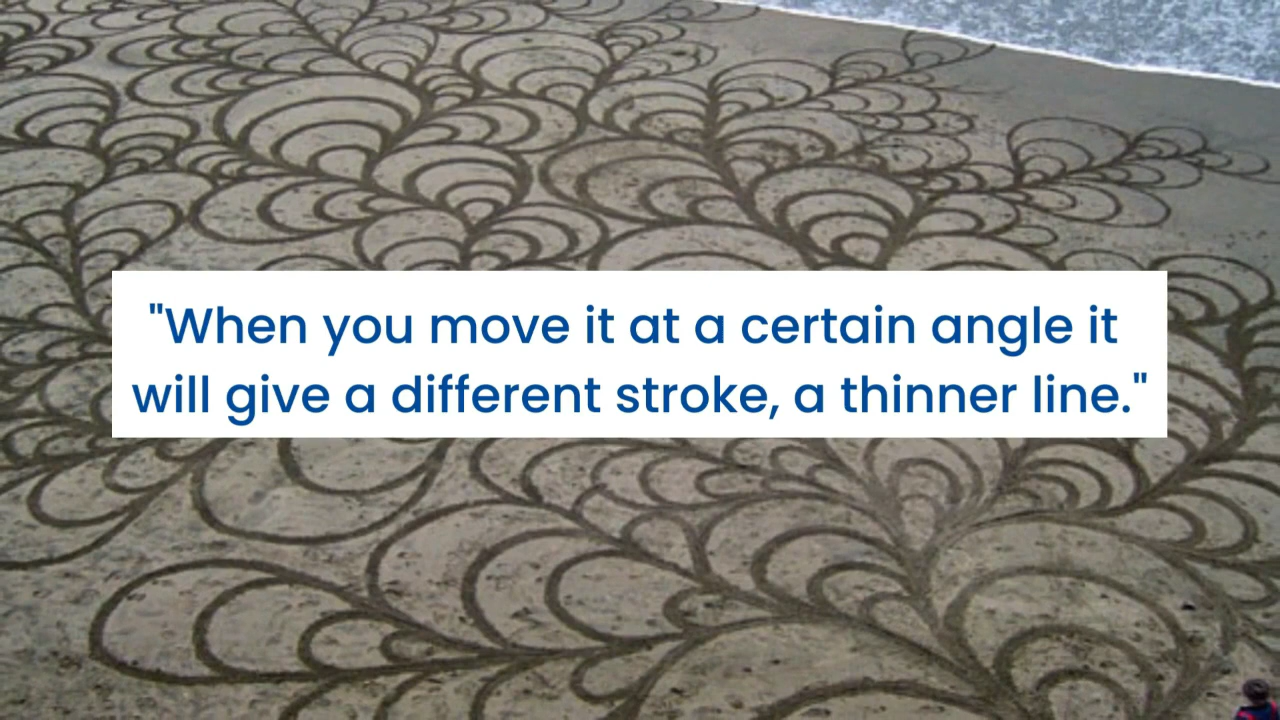 "When you move it at a certain angle it
will give a different stroke, a thinner line."